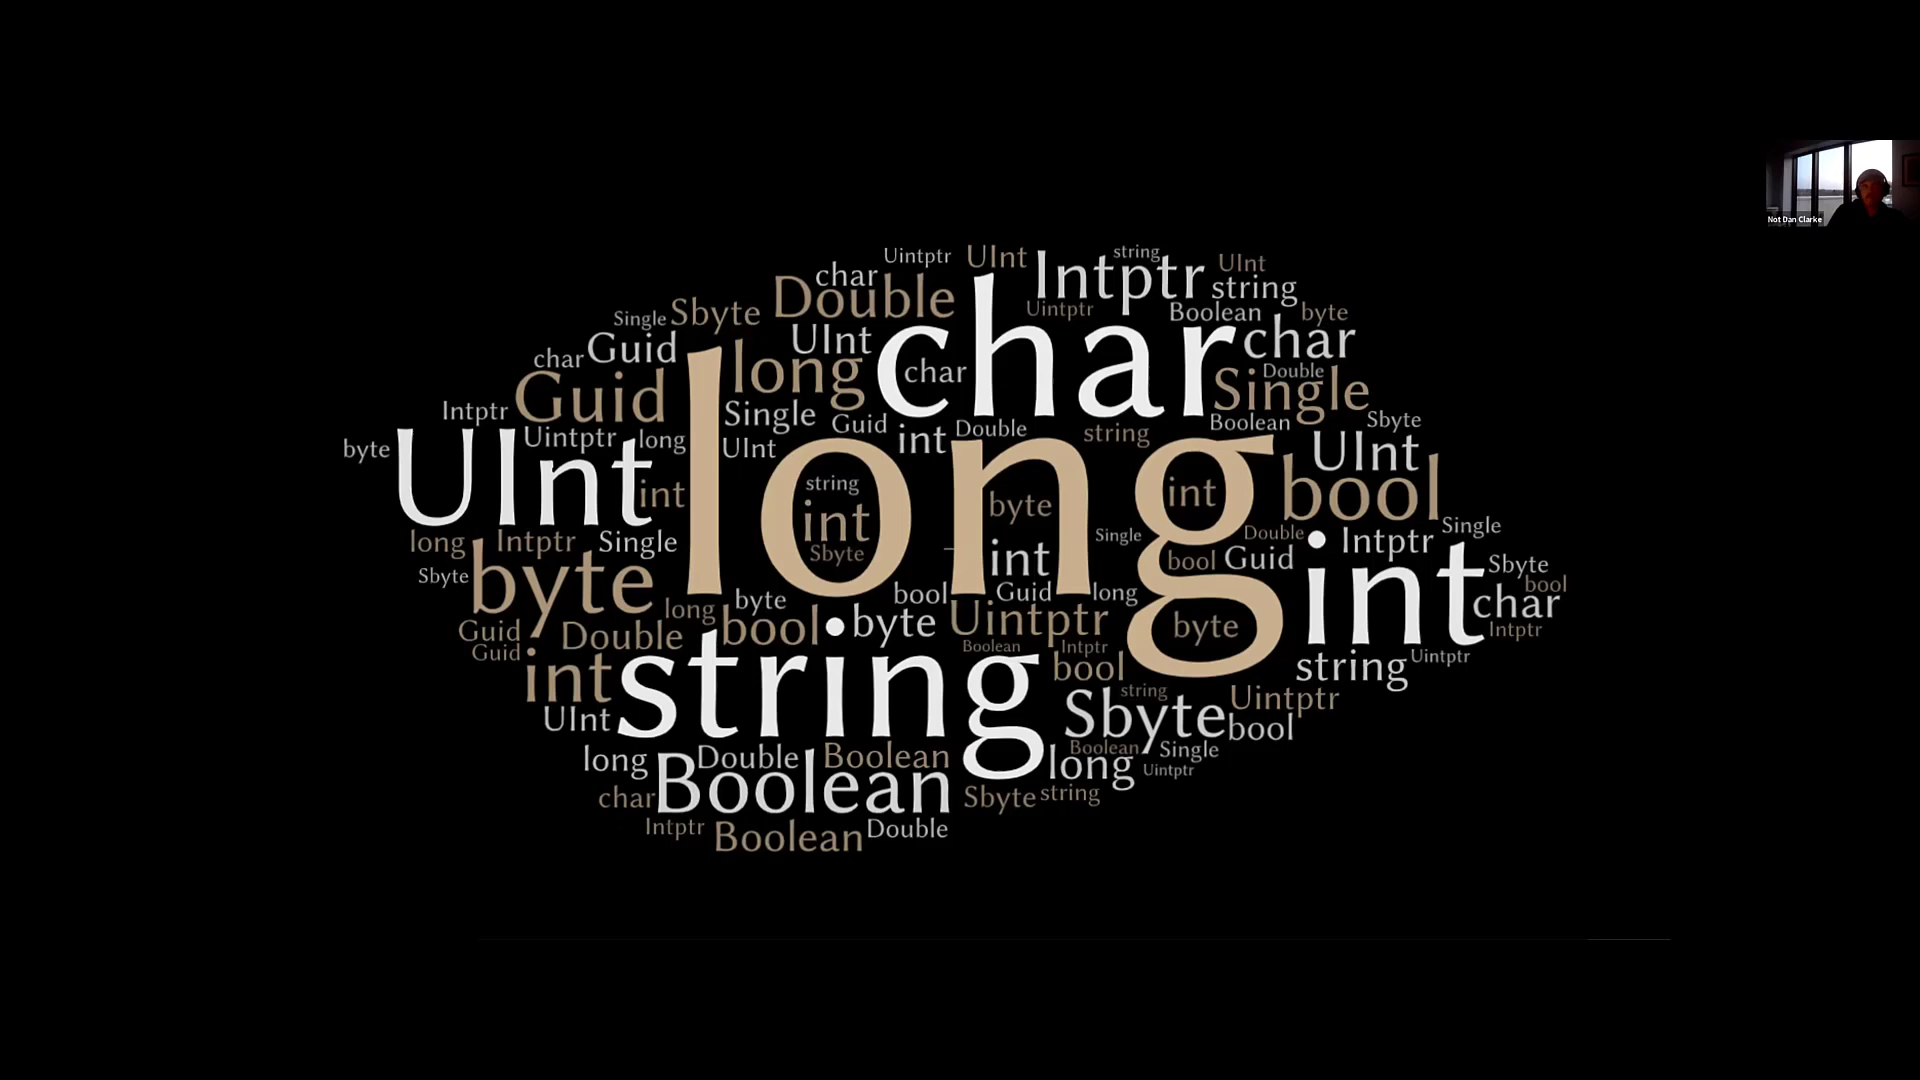 Uintptr
UInt
string
Intptr
UInt
char
Double
string
Uintptr
Boolean
byte
Single
Sbyte
UInt
char
char
char
Guid
long
char
Double
Single
Guid
Intptr
Single
Guid
int
Double
string
Boolean
Sbyte
byte
UInt
Uintptr
long
UInt
long
UInt
bool
int
string
int
Sbyte
byte
int
Single
Double
Single
long
Intptr
Single
int
bool
Guid
int
Intptr
Sbyte
bool
char
Intptr
Sbyte
byte
long
byte
bool
Guid
long
byte
Guid
Guid
Double
bool
byte
Uintptr
Boolean
Intptr
bool
string
Uintptr
int
string
UInt
Sbyte
string
Uintptr
bool
long
Double
Boolean
long
Boolean
Single
Uintptr
char
Boolean
Sbyte
string
Intptr
Boolean
Double
Not Dan Clarke